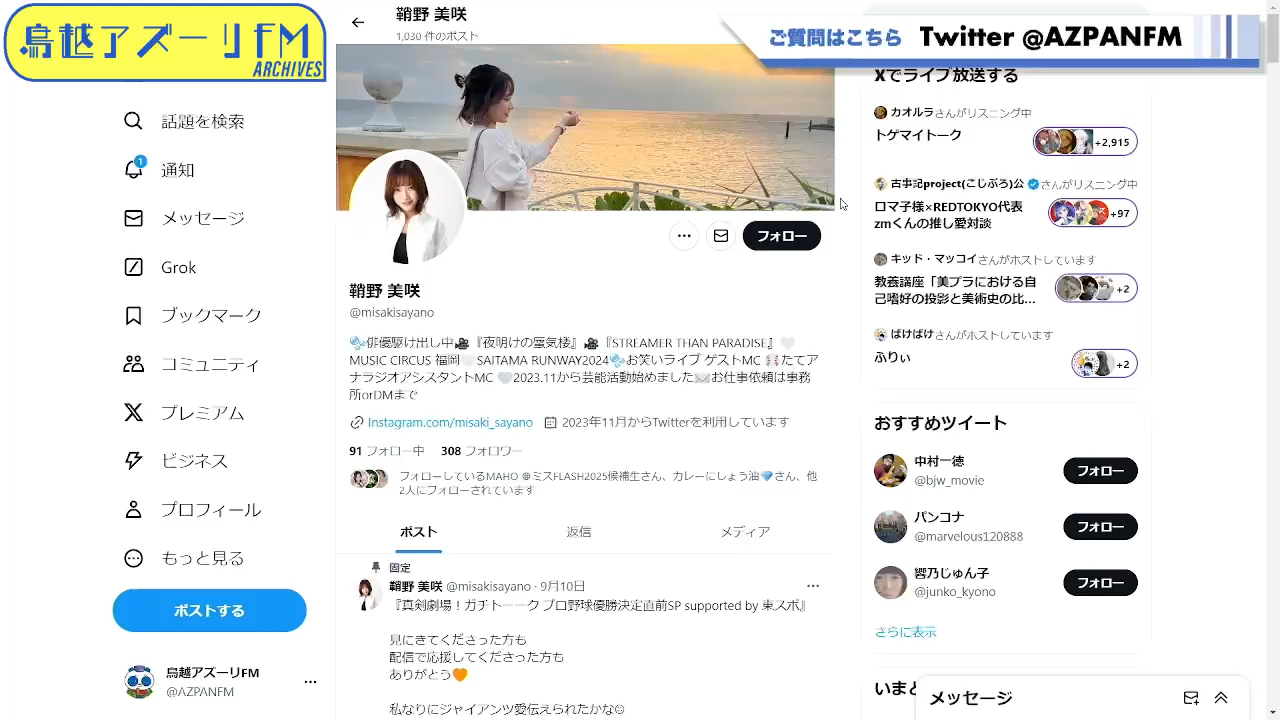 鳥越アズーリFM
ARCHIVES
ご質問はこちら Twitter @AZPANFM
鞘野 美咲
1,030 件のポスト
話題を検索
1
通知
メッセージ
Grok
ブックマーク
コミュニティ
プレミアム
ビジネス
プロフィール
もっと見る
ポストする
鳥越アズーリFM
@AZPANFM
フォロー
鞘野 美咲
@misakisayano
🫧俳優駆け出し中🎥『夜明けの蜃気楼』🎥『STREAMER THAN PARADISE』🤍
MUSIC CIRCUS 福岡🤍SAITAMA RUNWAY2024🫧お笑いライブ ゲストMC 🎀たてア
ナラジオアシスタントMC 🤍2023.11から芸能活動始めました✉️お仕事依頼は事務
所orDMまで
Instagram.com/misaki_sayano 2023年11月からTwitterを利用しています
91 フォロー中 308 フォロワー
フォローしているMAHO ❁ミスFLASH2025候補生さん、カレーにしょう油💎さん、他
2人にフォローされています
ポスト 返信 メディア
固定
鞘野 美咲 @misakisayano · 9月10日
『真剣劇場！ガチトーーク プロ野球優勝決定直前SP supported by 東スポ』
見にきてくださった方も
配信で応援してくださった方も
ありがとう🧡
私なりにジャイアンツ愛伝えられたかな☺
Xでライブ放送する
カオルラさんがリスニング中
トゲマイトーク
+2,915
古事記project(こじぷろ)公 さんがリスニング中
ロマ子様×REDTOKYO代表
zmくんの推し愛対談
+97
キッド・マッコイさんがホストしています
教養講座「美プラにおける自
己嗜好の投影と美術史の比...
+2
ばけばけさんがホストしています
ふりぃ
+2
おすすめツイート
中村一徳
@bjw_movie
フォロー
パンコナ
@marvelous120888
フォロー
響乃じゅん子
@junko_kyono
フォロー
さらに表示
いまど
メッセージ